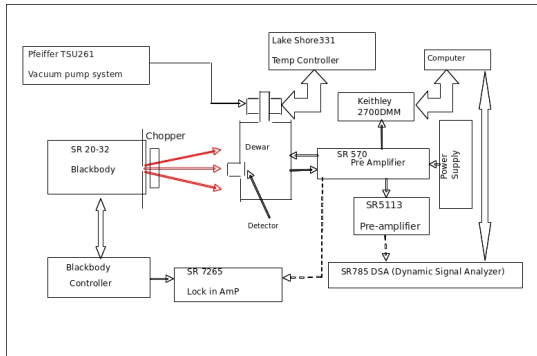 Pfeiffer TSU261
Vacuum pump system
Lake Shore331
Temp Controller
Computer
Keithley
2700DMM
SR 20-32
Blackbody
Chopper
Dewar
SR 570
Pre Amplifier
Power
Supply
SR5113
Pre-amplifier
Detector
Blackbody
Controller
SR 7265
Lock in AmP
SR785 DSA (Dynamic Signal Analyzer)